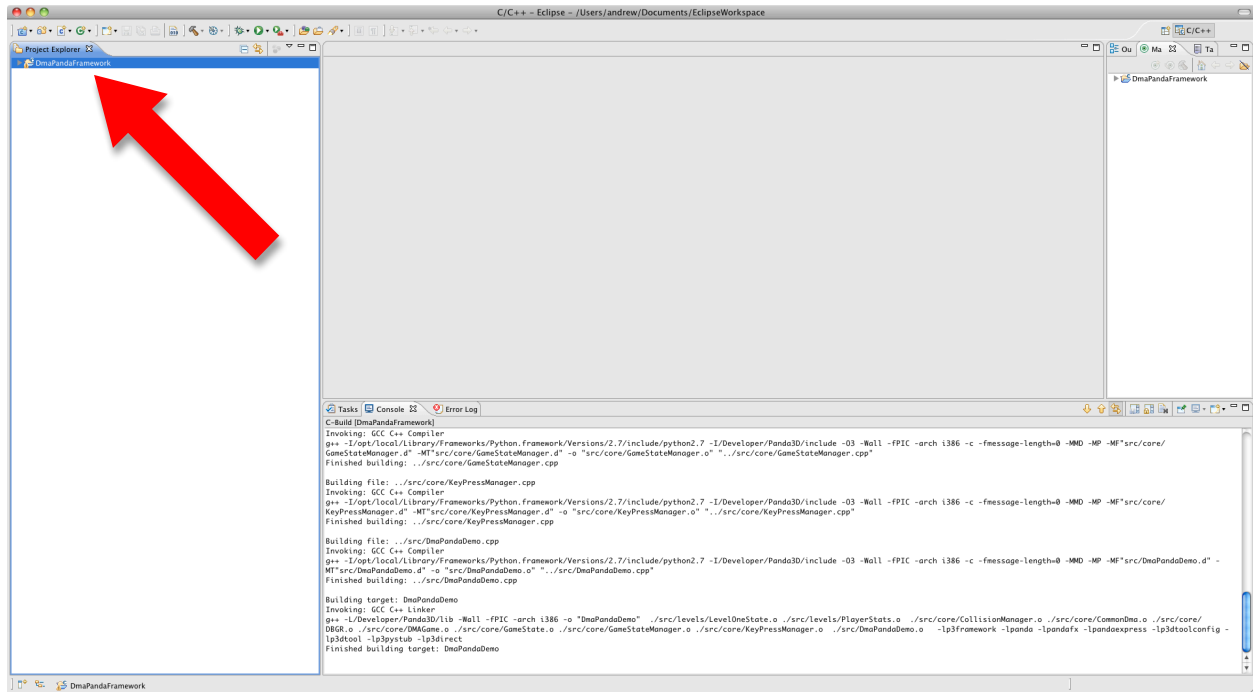 C/C++ - Eclipse - /Users/andrew/Documents/EclipseWorkspace
C/C++
Project Explorer
Ou Ma Ta
DmaPandaFramework
DmaPandaFramework
Tasks Console Error Log
C-Build [DmaPandaFramework]
Invoking: GCC C++ Compiler
g++ -I/opt/local/Library/Frameworks/Python.framework/Versions/2.7/include/python2.7 -I/Developer/Panda3D/include -O3 -Wall -fPIC -arch i386 -c -fmessage-length=0 -MMD -MP -MF"src/core/
GameStateManager.d" -MT"src/core/GameStateManager.d" -o "src/core/GameStateManager.o" "../src/core/GameStateManager.cpp"
Finished building: ../src/core/GameStateManager.cpp
Building file: ../src/core/KeyPressManager.cpp
Invoking: GCC C++ Compiler
g++ -I/opt/local/Library/Frameworks/Python.framework/Versions/2.7/include/python2.7 -I/Developer/Panda3D/include -O3 -Wall -fPIC -arch i386 -c -fmessage-length=0 -MMD -MP -MF"src/core/
KeyPressManager.d" -MT"src/core/KeyPressManager.d" -o "src/core/KeyPressManager.o" "../src/core/KeyPressManager.cpp"
Finished building: ../src/core/KeyPressManager.cpp
Building file: ../src/DmaPandaDemo.cpp
Invoking: GCC C++ Compiler
g++ -I/opt/local/Library/Frameworks/Python.framework/Versions/2.7/include/python2.7 -I/Developer/Panda3D/include -O3 -Wall -fPIC -arch i386 -c -fmessage-length=0 -MMD -MP -MF"src/DmaPandaDemo.d" -
MT"src/DmaPandaDemo.d" -o "src/DmaPandaDemo.o" "../src/DmaPandaDemo.cpp"
Finished building: ../src/DmaPandaDemo.cpp
Building target: DmaPandaDemo
Invoking: GCC C++ Linker
g++ -L/Developer/Panda3D/lib -Wall -fPIC -arch i386 -o "DmaPandaDemo" ./src/levels/LevelOneState.o ./src/levels/PlayerStats.o ./src/core/CollisionManager.o ./src/core/CommonDma.o ./src/core/
DBGR.o ./src/core/DMAGame.o ./src/core/GameState.o ./src/core/GameStateManager.o ./src/core/KeyPressManager.o ./src/DmaPandaDemo.o -lp3framework -lpanda -lpandafx -lpandaexpress -lp3dtoolconfig -
lp3dtool -lp3pystub -lp3direct
Finished building target: DmaPandaDemo
DmaPandaFramework